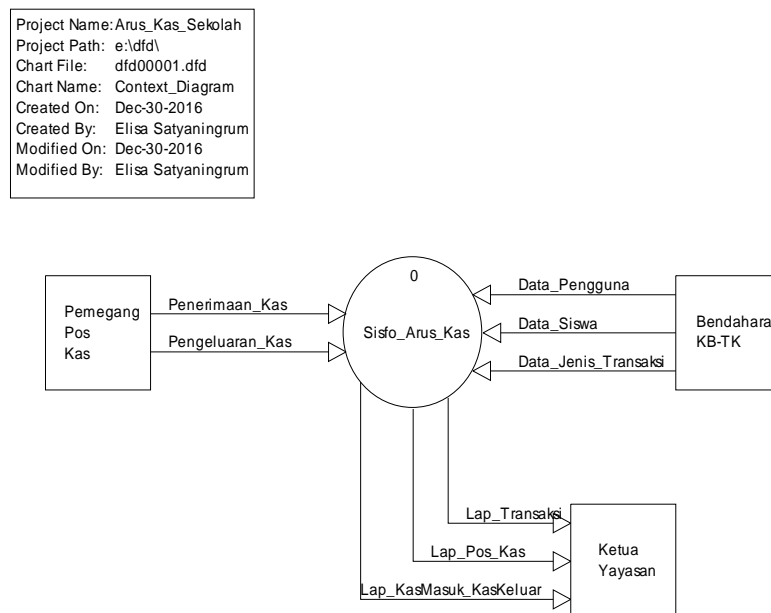 Project Name: Arus_Kas_Sekolah
Project Path: e:\dfd\
Chart File: dfd00001.dfd
Chart Name: Context_Diagram
Created On: Dec-30-2016
Created By: Elisa Satyaningrum
Modified On: Dec-30-2016
Modified By: Elisa Satyaningrum
0
Pemegang
Pos
Kas
Penerimaan_Kas
Pengeluaran_Kas
Sisfo_Arus_Kas
Data_Pengguna
Data_Siswa
Data_Jenis_Transaksi
Bendahara
KB-TK
Lap_Transaksi
Lap_Pos_Kas
Lap_KasMasuk_KasKeluar
Ketua
Yayasan